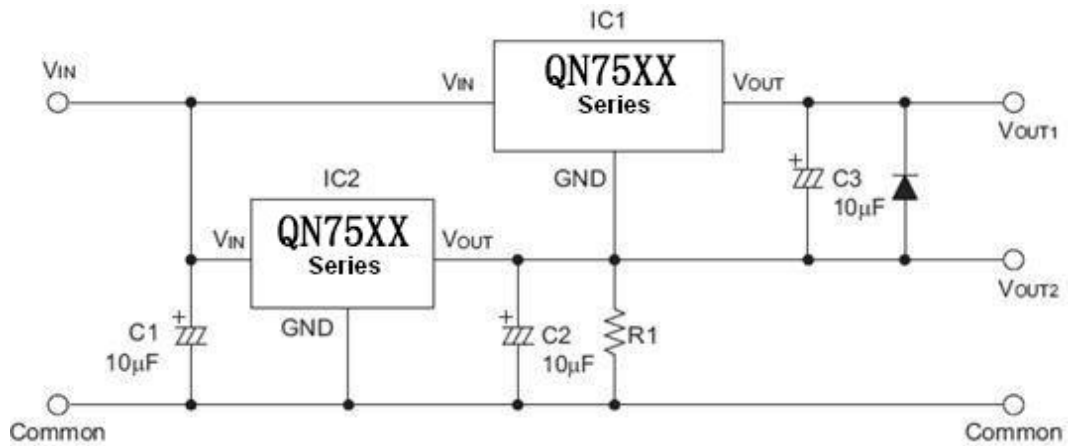 IC1
QN75XX
Series
VIN
VIN
VOUT
VOUT1
GND
C3
10μF
IC2
QN75XX
Series
VIN
VOUT
VOUT2
GND
C1
10μF
C2
10μF
R1
Common
Common